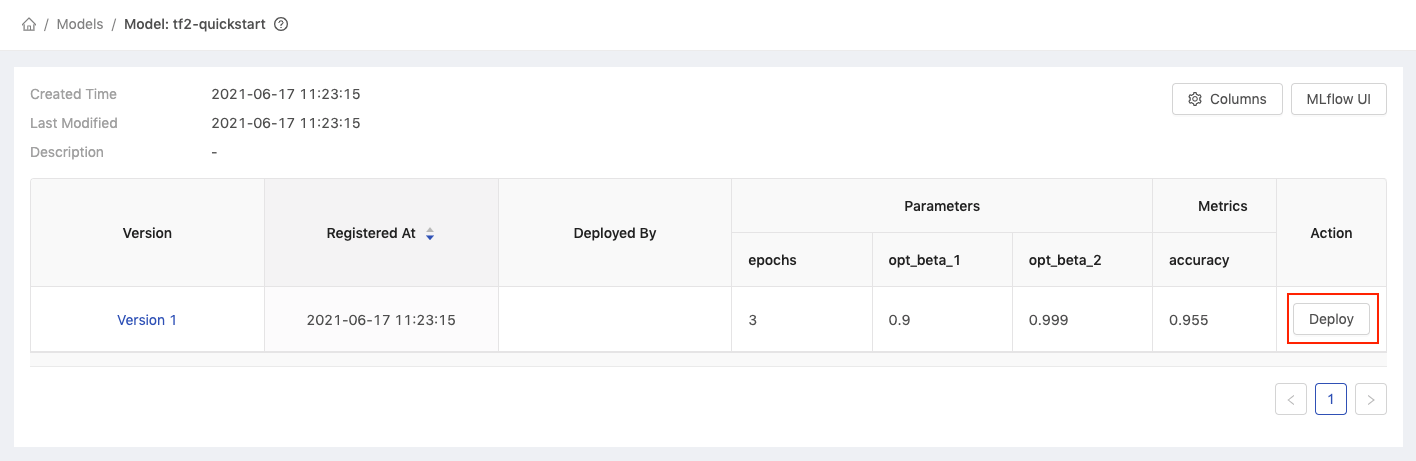 / Models / Model: tf2-quickstart
Created Time 2021-06-17 11:23:15
Columns MLflow UI
Last Modified 2021-06-17 11:23:15
Description -
Parameters Metrics
Version Registered At Deployed By Action
epochs opt_beta_1 opt_beta_2 accuracy
Version 1 2021-06-17 11:23:15 3 0.9 0.999 0.955 Deploy
< 1 >